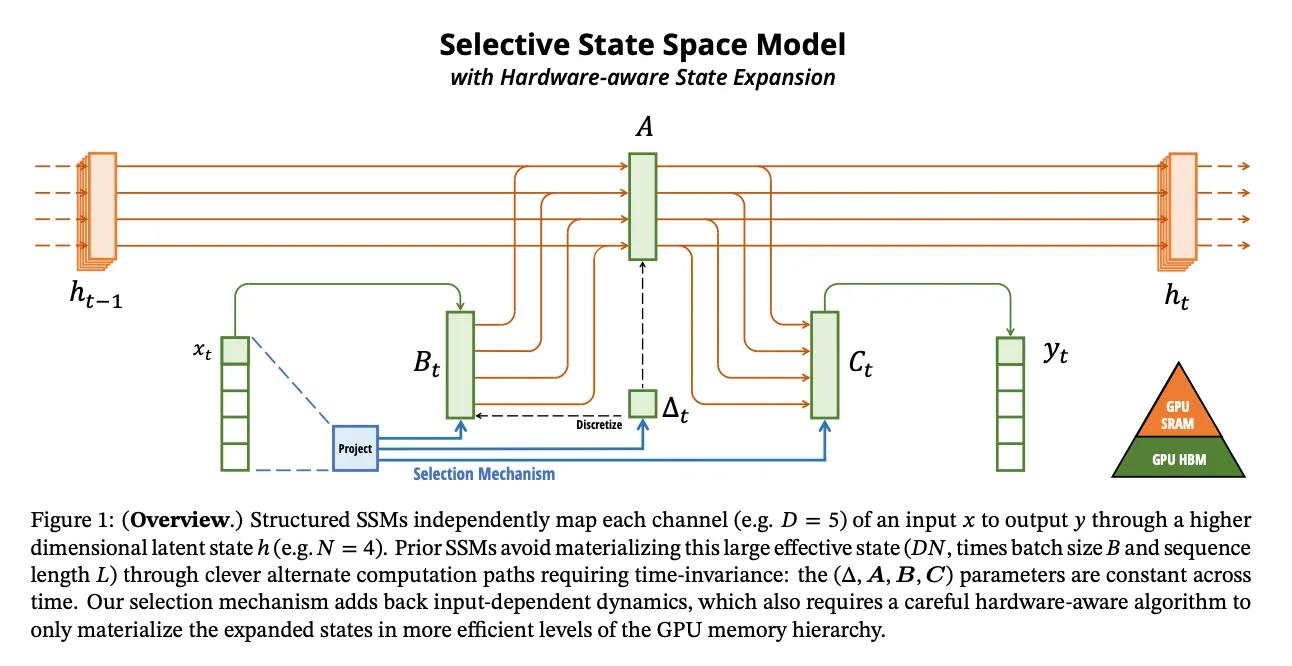 Selective State Space Model
with Hardware-aware State Expansion
A
h_{t−1}
h_t
x_t
B_t
C_t
y_t
Δ_t
Discretize
Project
Selection Mechanism
GPU
SRAM
GPU HBM
Figure 1: (Overview.) Structured SSMs independently map each channel (e.g. D = 5) of an input x to output y through a higher
dimensional latent state h (e.g. N = 4). Prior SSMs avoid materializing this large effective state (DN, times batch size B and sequence
length L) through clever alternate computation paths requiring time-invariance: the (Δ, A, B, C) parameters are constant across
time. Our selection mechanism adds back input-dependent dynamics, which also requires a careful hardware-aware algorithm to
only materialize the expanded states in more efficient levels of the GPU memory hierarchy.